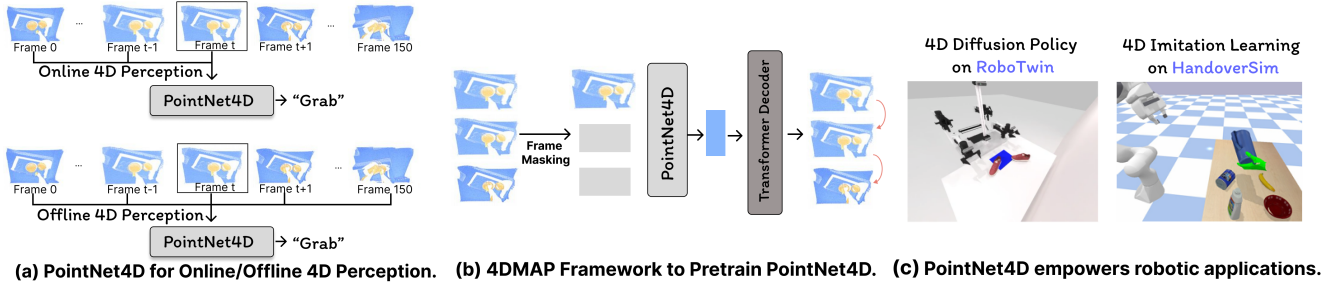 Frame 0
...
Frame t-1
Frame t
Frame t+1
...
Frame 150
Online 4D Perception
PointNet4D
“Grab”
...
...
Frame 0
Frame t-1
Frame t
Frame t+1
Frame 150
Offline 4D Perception
PointNet4D
“Grab”
(a) PointNet4D for Online/Offline 4D Perception.
Frame
Masking
PointNet4D
Transformer Decoder
(b) 4DMAP Framework to Pretrain PointNet4D.
4D Diffusion Policy
on RoboTwin
4D Imitation Learning
on HandoverSim
(c) PointNet4D empowers robotic applications.